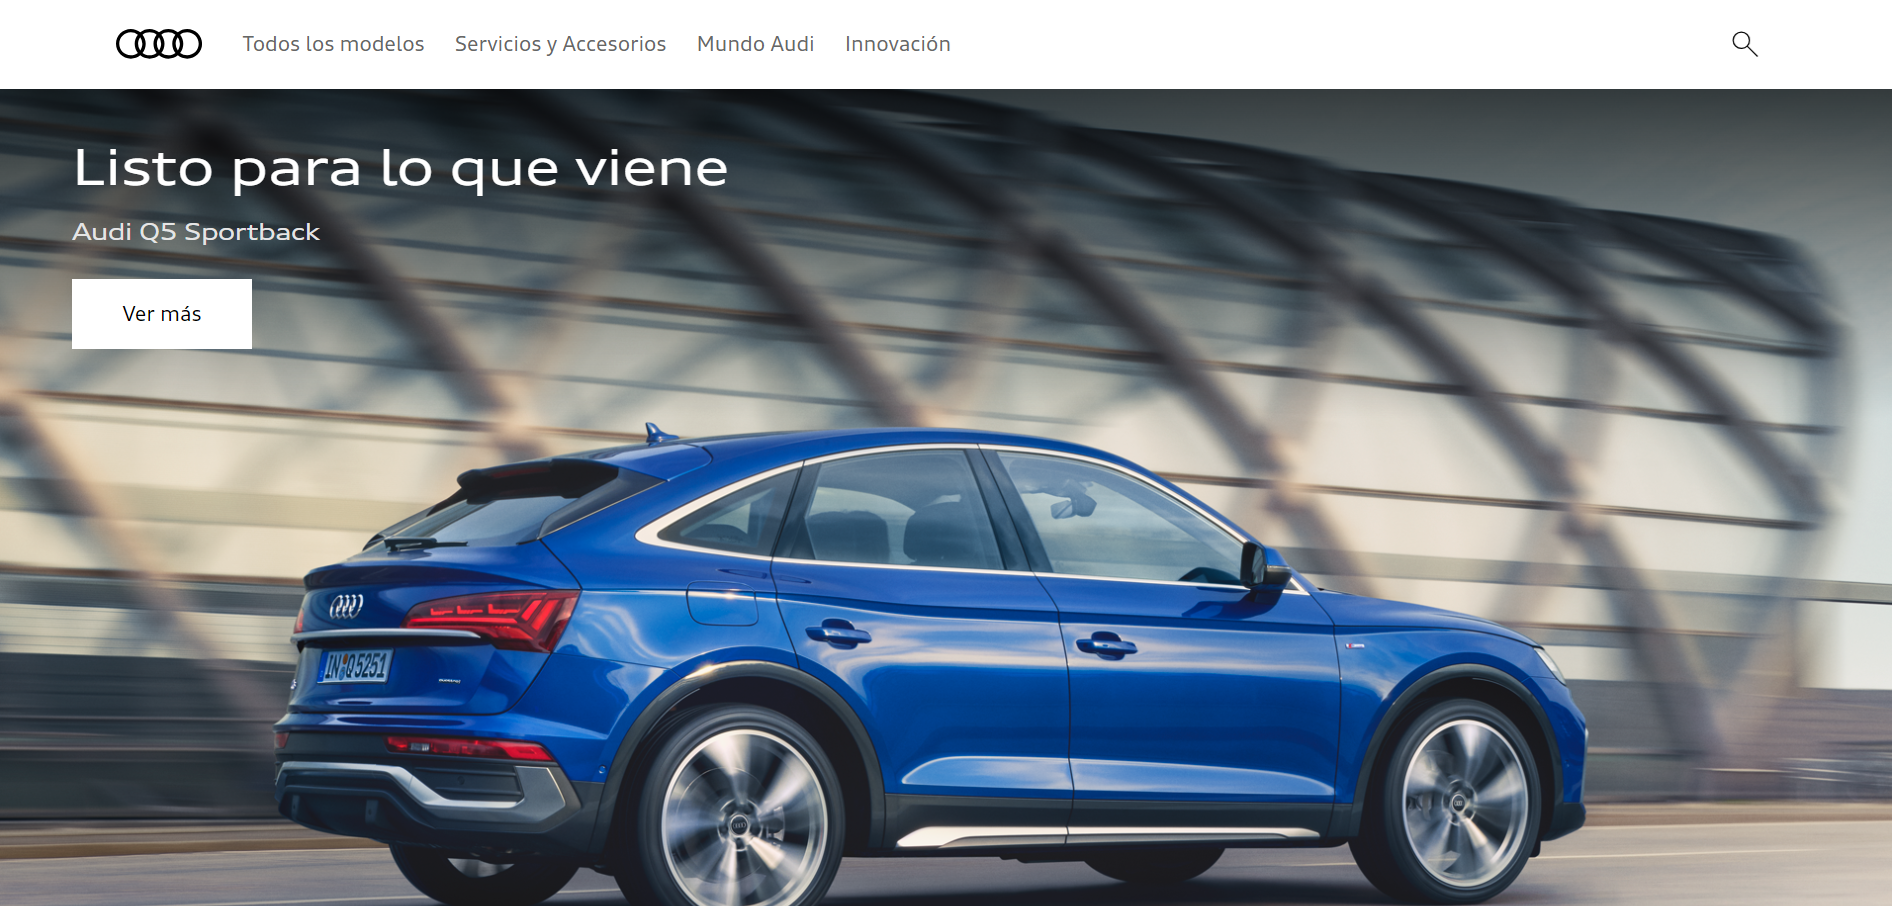 Todos los modelos Servicios y Accesorios Mundo Audi Innovación
Listo para lo que viene
Audi Q5 Sportback
Ver más
IN Q5251